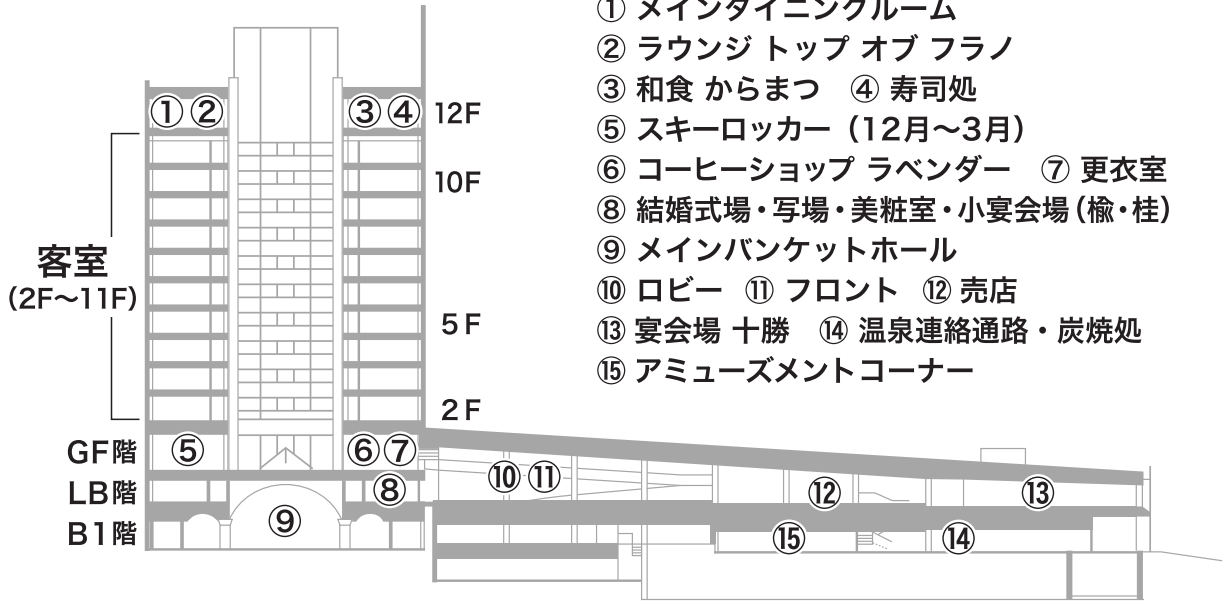 ① メインダイニングルーム
② ラウンジ トップ オブ フラノ
③ 和食 からまつ ④ 寿司処
⑤ スキーロッカー（12月～3月）
⑥ コーヒーショップ ラベンダー ⑦ 更衣室
⑧ 結婚式場・写場・美粧室・小宴会場（楡・桂）
⑨ メインバンケットホール
⑩ ロビー ⑪ フロント ⑫ 売店
⑬ 宴会場 十勝 ⑭ 温泉連絡通路・炭焼処
⑮ アミューズメントコーナー
① ② ③ ④ 12F
10F
客室
（2F～11F）
5F
2F
GF階 ⑤ ⑥ ⑦
LB階 ⑧ ⑩ ⑪ ⑫ ⑬
B1階 ⑨ ⑮ ⑭